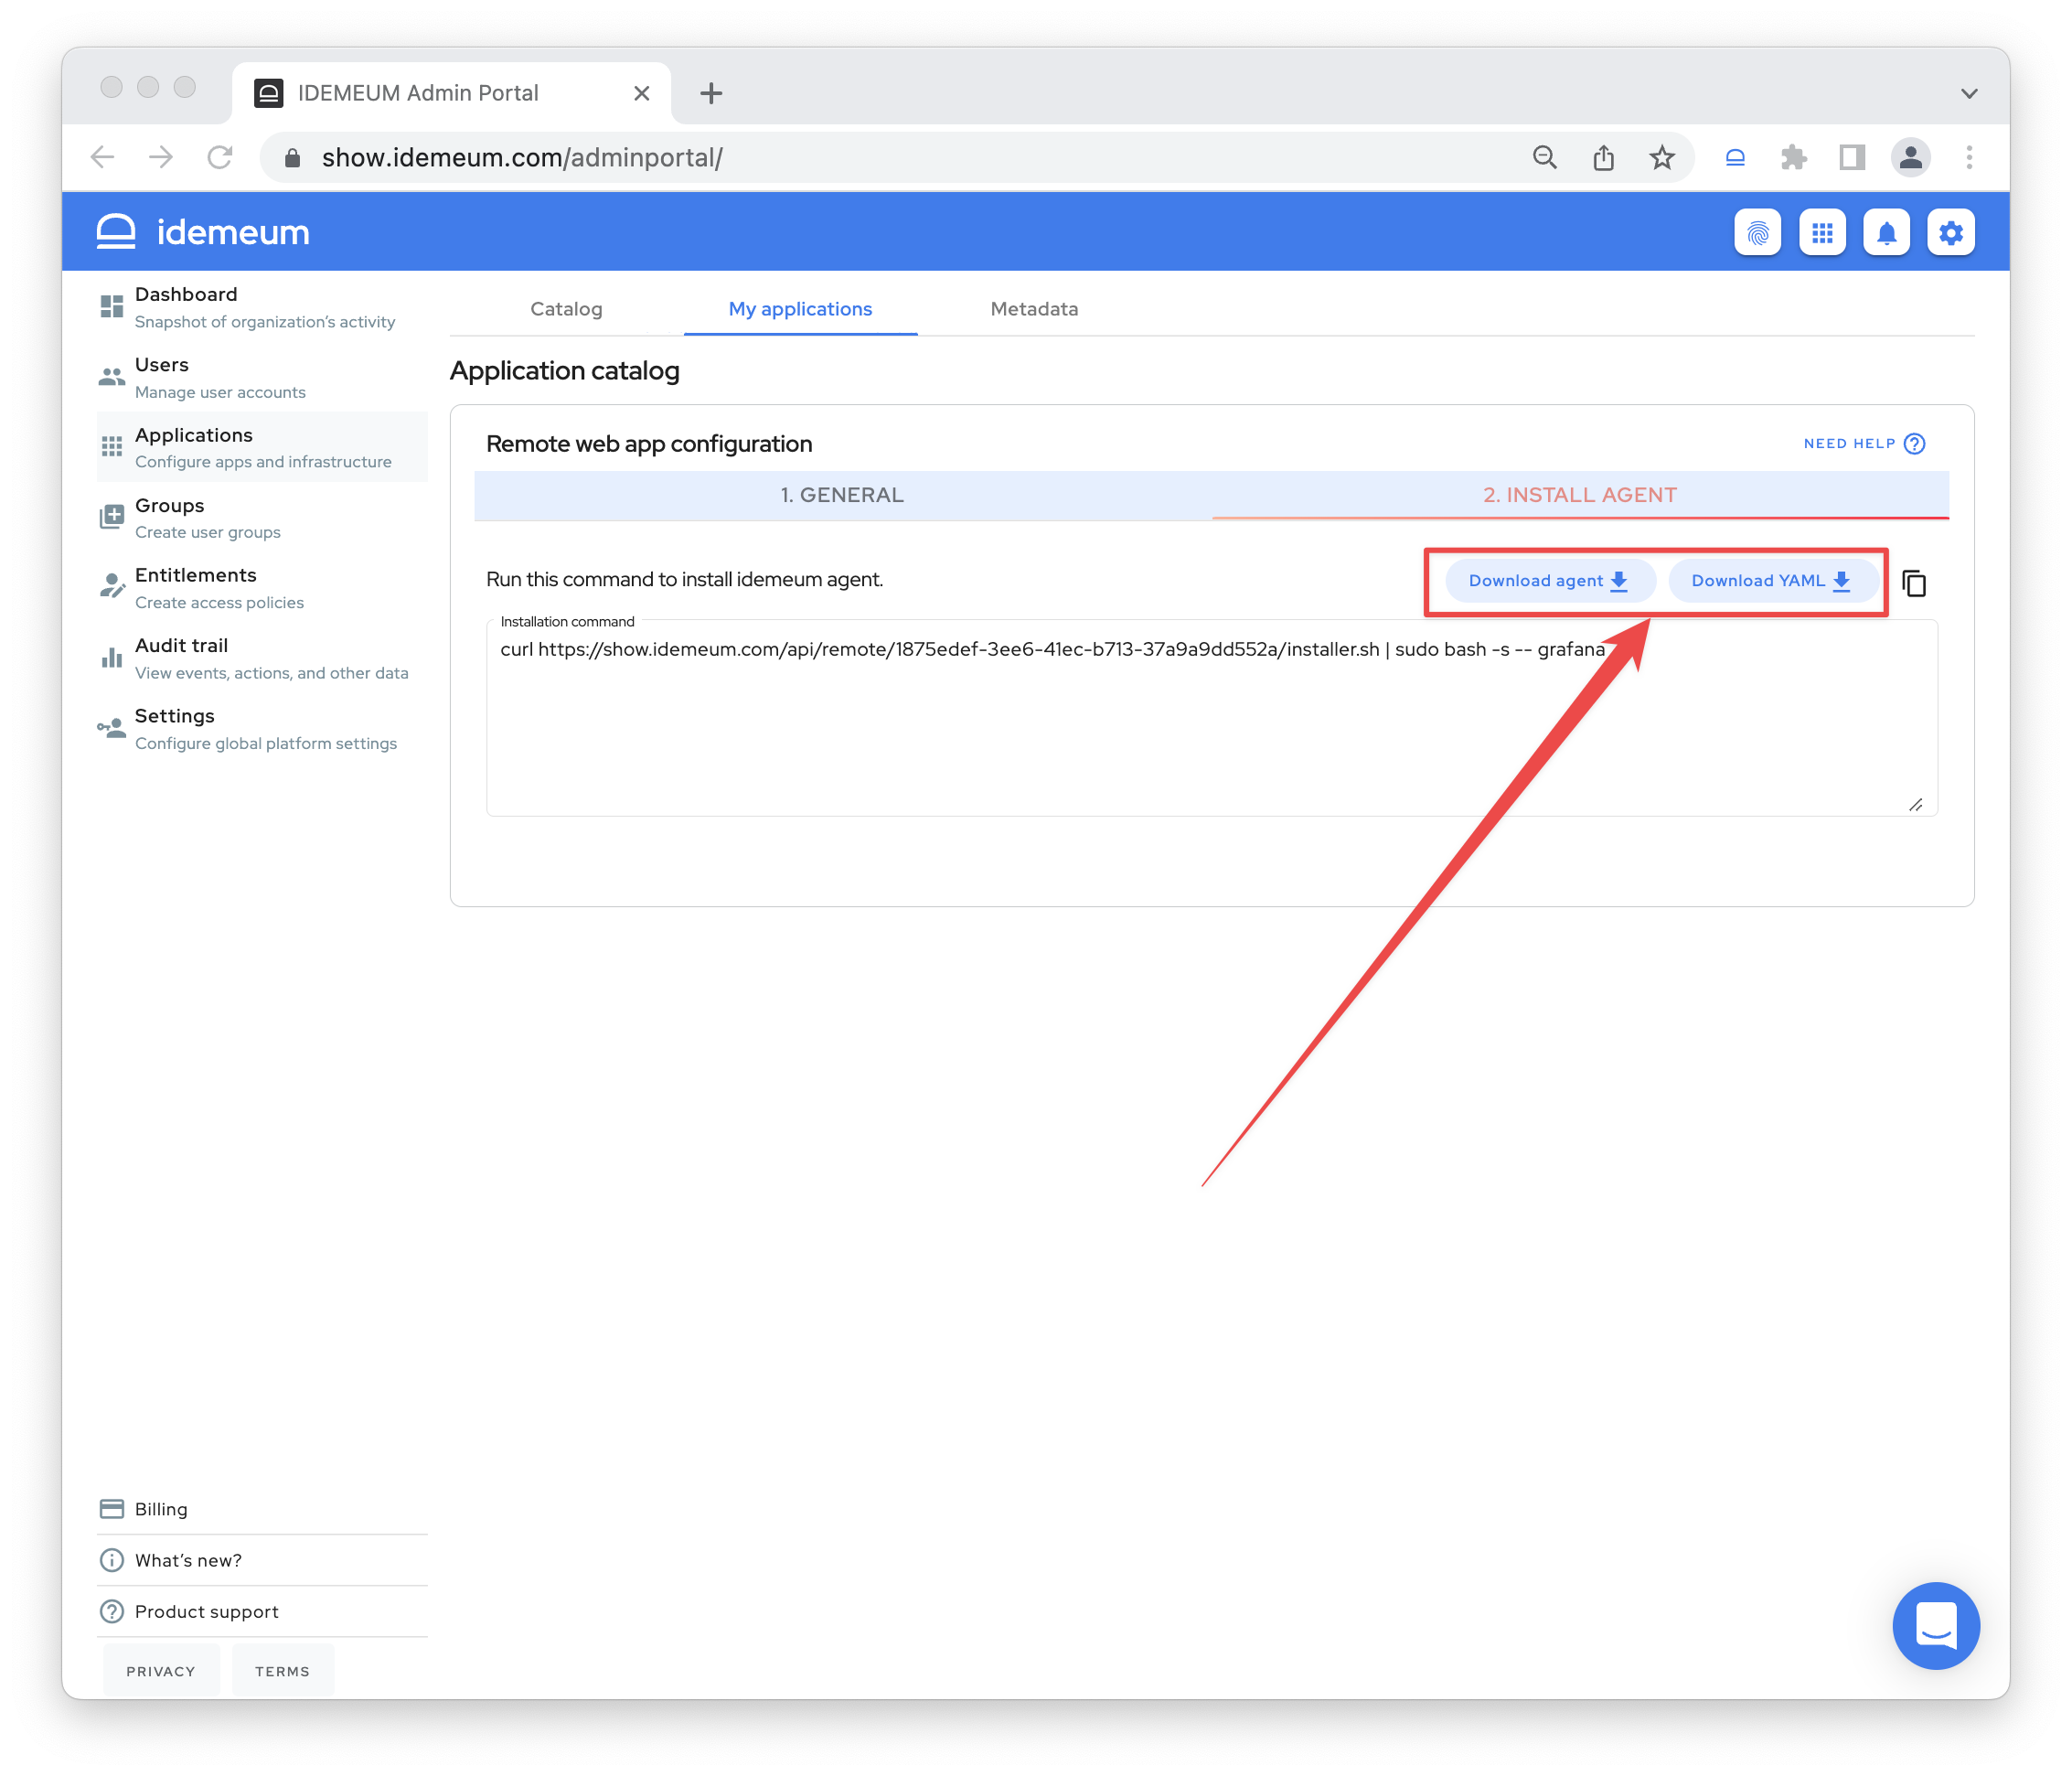 IDEMEUM Admin Portal
show.idemeum.com/adminportal/
idemeum
Dashboard
Snapshot of organization's activity
Users
Manage user accounts
Applications
Configure apps and infrastructure
Groups
Create user groups
Entitlements
Create access policies
Audit trail
View events, actions, and other data
Settings
Configure global platform settings
Catalog
My applications
Metadata
Application catalog
Remote web app configuration
NEED HELP
1. GENERAL
2. INSTALL AGENT
Run this command to install idemeum agent.
Download agent
Download YAML
Installation command
curl https://show.idemeum.com/api/remote/1875edef-3ee6-41ec-b713-37a9a9dd552a/installer.sh | sudo bash -s -- grafana
Billing
What's new?
Product support
PRIVACY
TERMS